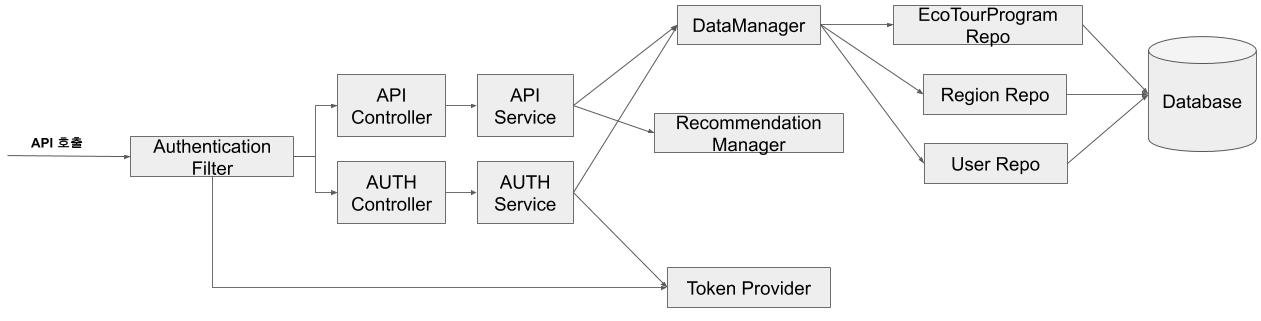 API 호출
Authentication
Filter
API
Controller
API
Service
AUTH
Controller
AUTH
Service
DataManager
Recommendation
Manager
Token Provider
EcoTourProgram
Repo
Region Repo
User Repo
Database